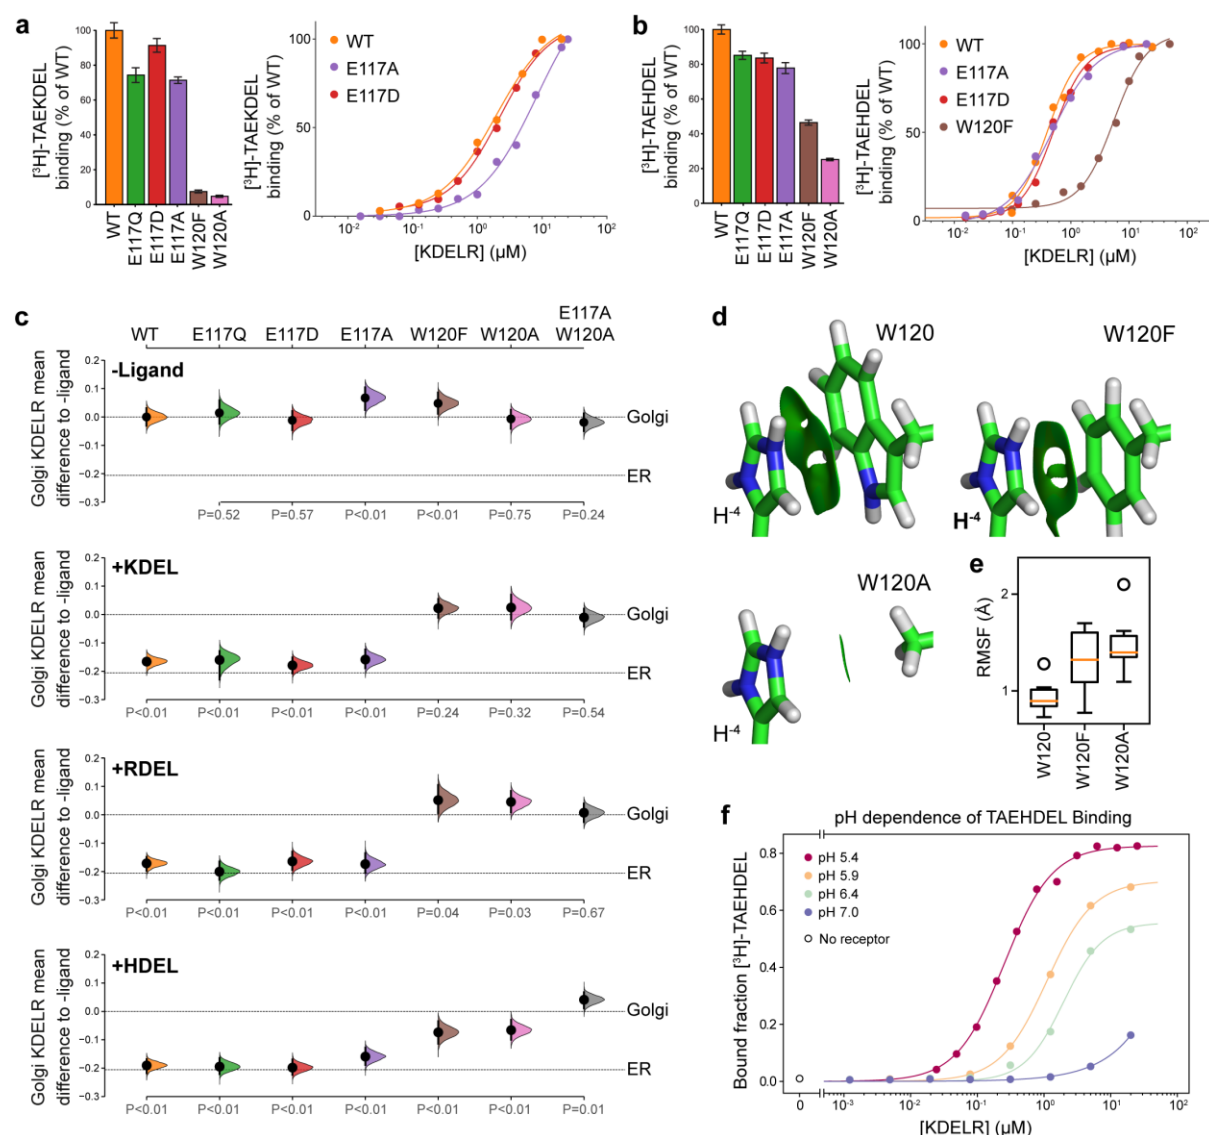 a
[³H]-TAEKDEL
binding (% of WT)
100
80
60
40
20
0
WT
E117Q
E117D
E117A
W120F
W120A
[³H]-TAEKDEL
binding (% of WT)
100
50
0
WT
E117A
E117D
10⁻² 10⁻¹ 10⁰ 10¹ 10²
[KDELR] (µM)
b
[³H]-TAEHDEL
binding (% of WT)
100
80
60
40
20
0
WT
E117Q
E117D
E117A
W120F
W120A
[³H]-TAEHDEL
binding (% of WT)
100
50
0
WT
E117A
E117D
W120F
10⁻² 10⁻¹ 10⁰ 10¹ 10²
[KDELR] (µM)
c
WT E117Q E117D E117A W120F W120A E117A
W120A
-Ligand
Golgi KDELR mean
difference to -ligand
0.2
0.1
0.0
−0.1
−0.2
−0.3
Golgi
ER
P=0.52 P=0.57 P<0.01 P<0.01 P=0.75 P=0.24
+KDEL
Golgi KDELR mean
difference to -ligand
0.2
0.1
0.0
−0.1
−0.2
−0.3
Golgi
ER
P<0.01 P<0.01 P<0.01 P<0.01 P=0.24 P=0.32 P=0.54
+RDEL
Golgi KDELR mean
difference to -ligand
0.2
0.1
0.0
−0.1
−0.2
−0.3
Golgi
ER
P<0.01 P<0.01 P<0.01 P<0.01 P=0.04 P=0.03 P=0.67
+HDEL
Golgi KDELR mean
difference to -ligand
0.2
0.1
0.0
−0.1
−0.2
−0.3
Golgi
ER
P<0.01 P<0.01 P<0.01 P<0.01 P<0.01 P<0.01 P=0.01
d
W120
H⁻⁴
W120F
H⁻⁴
W120A
H⁻⁴
e
RMSF (Å)
2
1
W120
W120F
W120A
f
pH dependence of TAEHDEL Binding
Bound fraction [³H]-TAEHDEL
0.8
0.6
0.4
0.2
0.0
pH 5.4
pH 5.9
pH 6.4
pH 7.0
No receptor
0 10⁻³ 10⁻² 10⁻¹ 10⁰ 10¹ 10²
[KDELR] (µM)